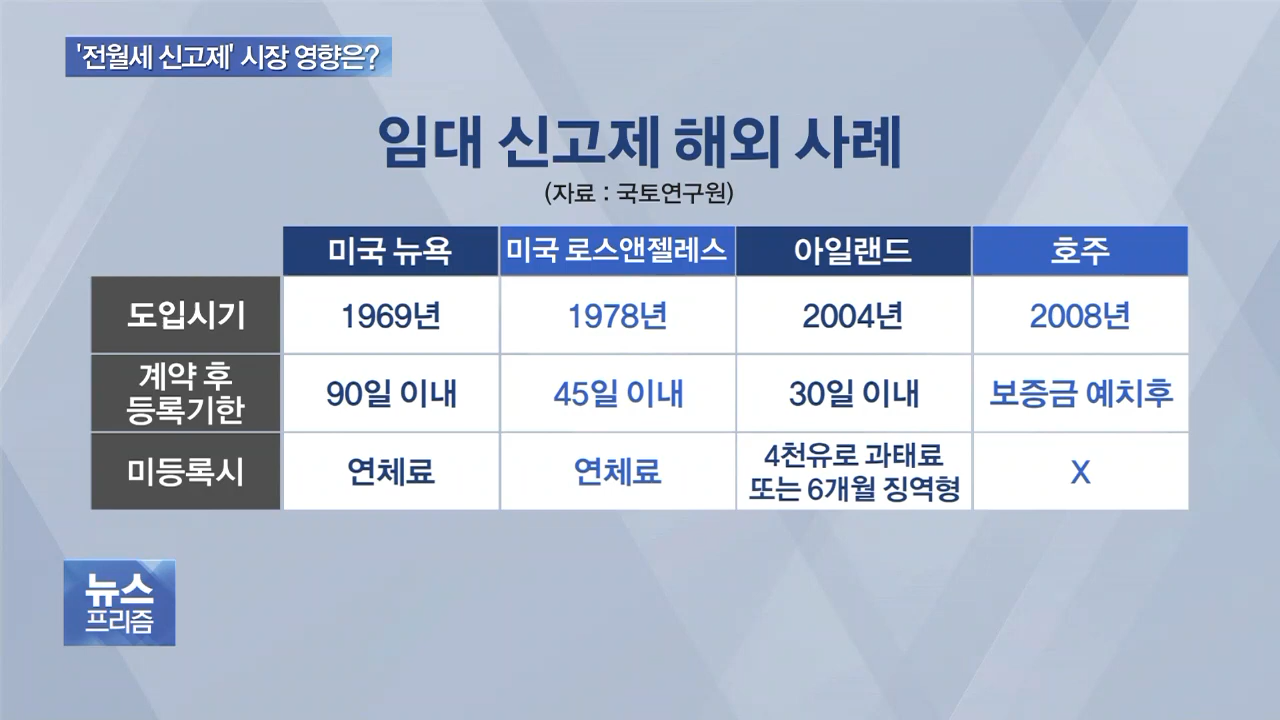 '전월세 신고제' 시장 영향은?
임대 신고제 해외 사례
(자료 : 국토연구원)
미국 뉴욕 미국 로스앤젤레스 아일랜드 호주
도입시기 1969년 1978년 2004년 2008년
계약 후
등록기한 90일 이내 45일 이내 30일 이내 보증금 예치후
미등록시 연체료 연체료 4천유로 과태료
또는 6개월 징역형 X
뉴스
프리즘